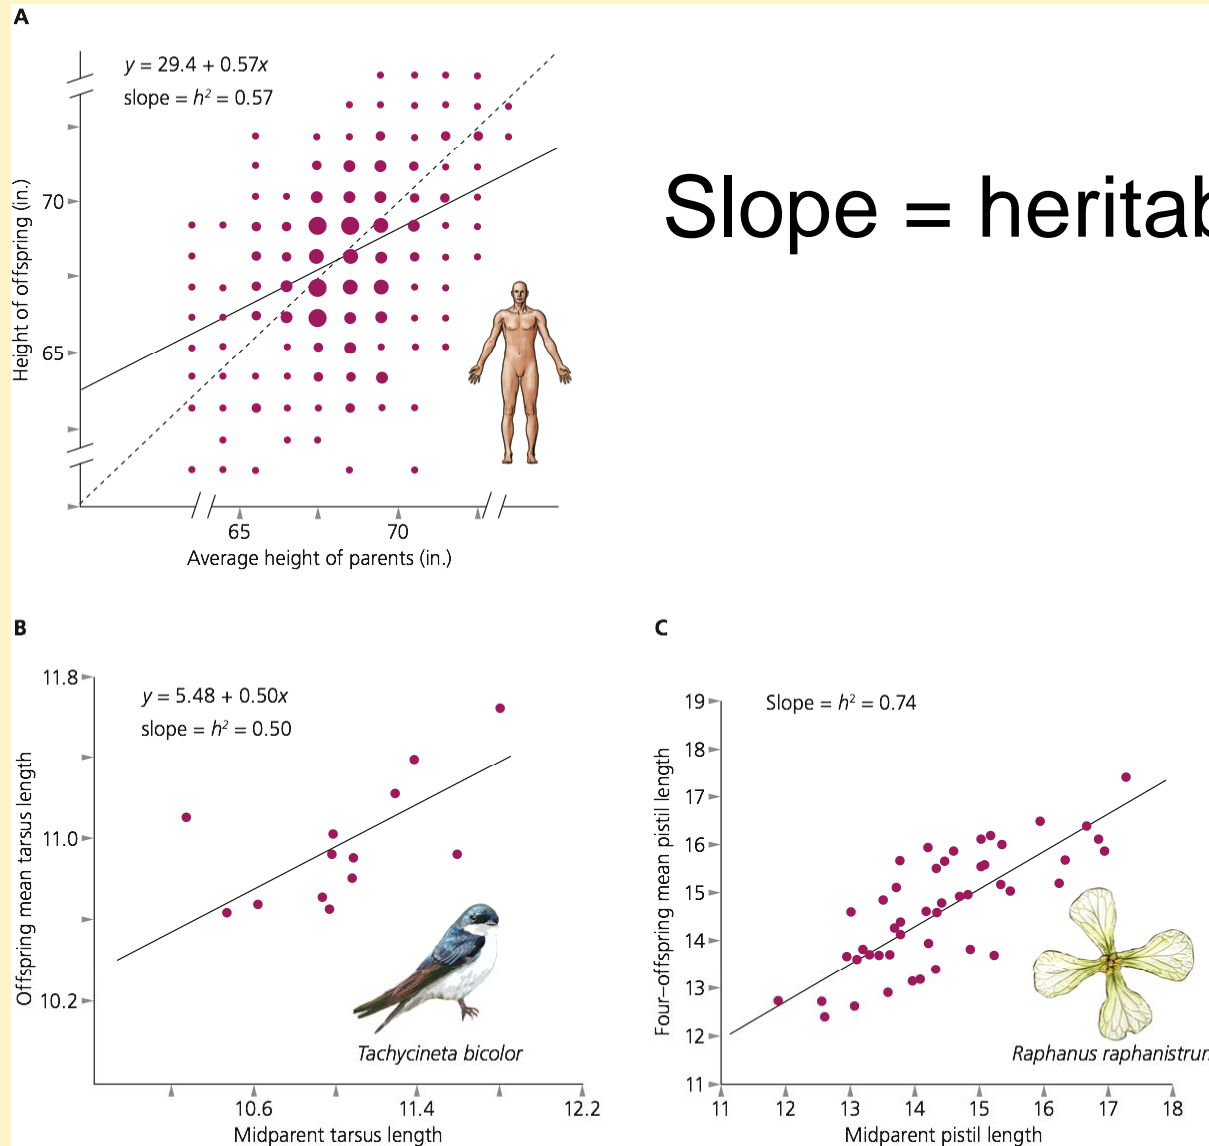 A
y = 29.4 + 0.57x
slope = h² = 0.57
Slope = heritab
Height of offspring (in.)
70
65
65
70
Average height of parents (in.)
B
y = 5.48 + 0.50x
slope = h² = 0.50
Offspring mean tarsus length
11.8
11.0
10.2
Tachycineta bicolor
10.6
11.4
12.2
Midparent tarsus length
C
Slope = h² = 0.74
Four–offspring mean pistil length
19
18
17
16
15
14
13
12
11
Raphanus raphanistrum
11
12
13
14
15
16
17
18
Midparent pistil length